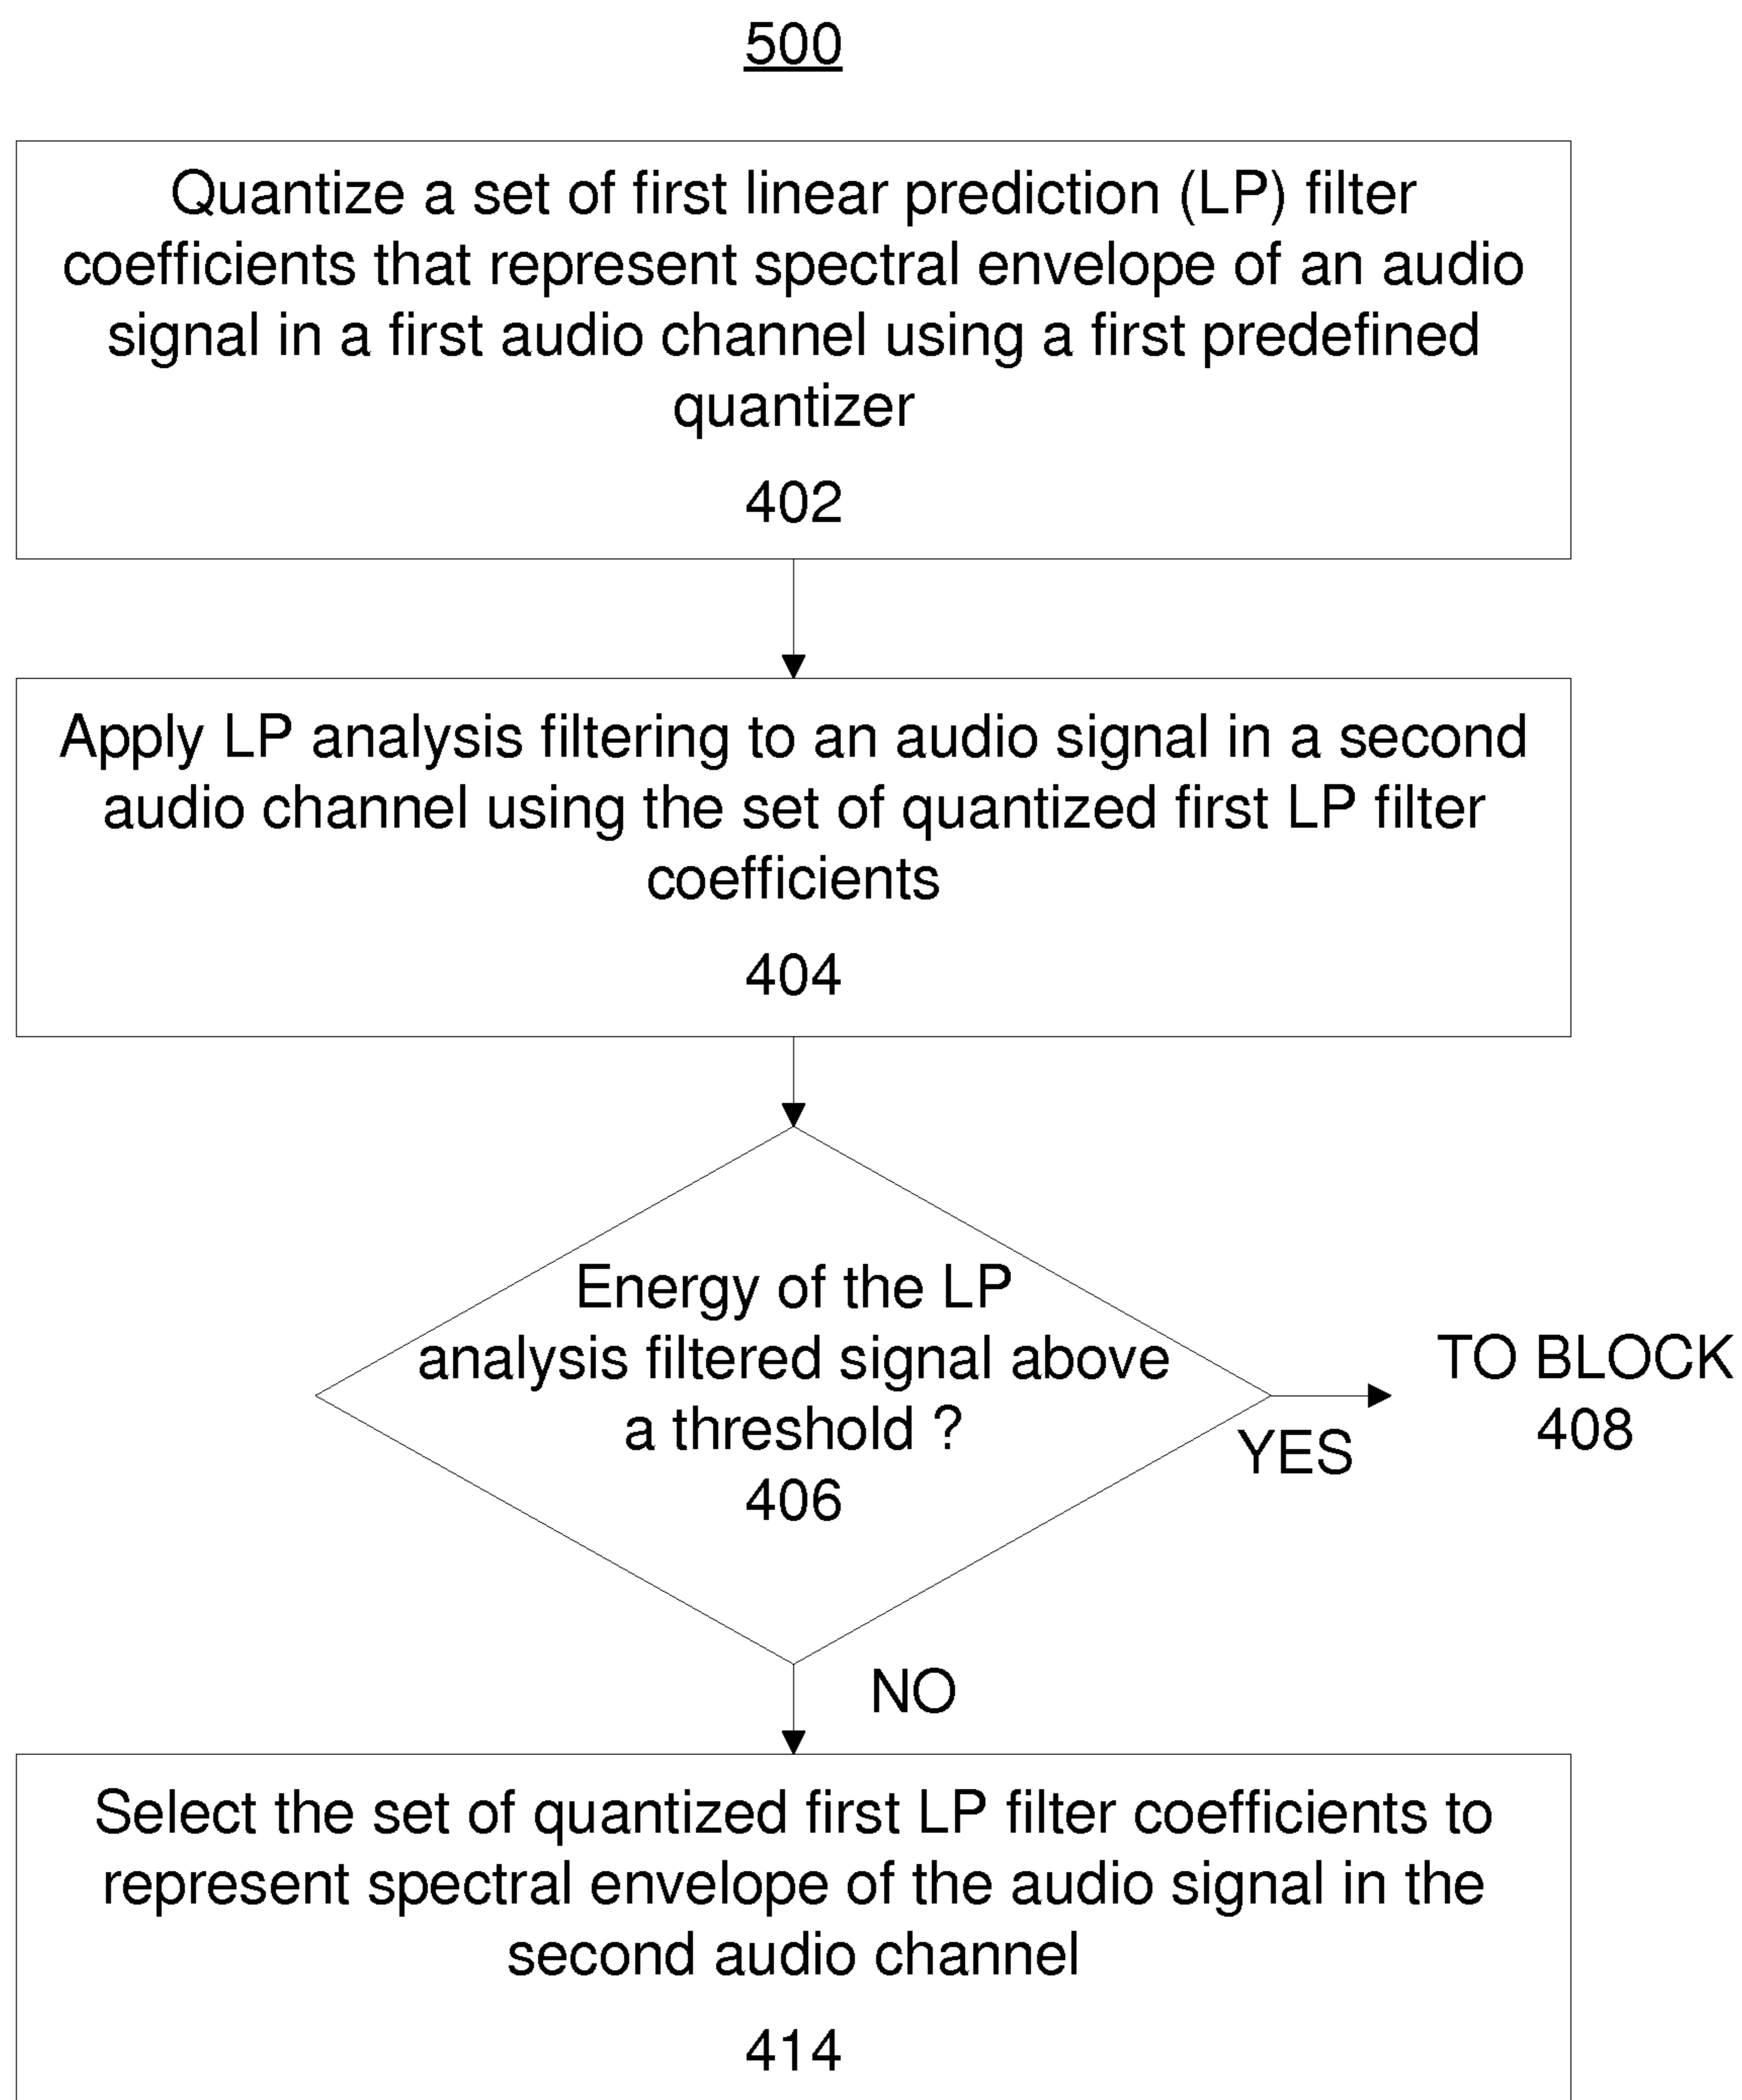 500
Quantize a set of first linear prediction (LP) filter
coefficients that represent spectral envelope of an audio
signal in a first audio channel using a first predefined
quantizer
402
Apply LP analysis filtering to an audio signal in a second
audio channel using the set of quantized first LP filter
coefficients
404
Energy of the LP
analysis filtered signal above
a threshold ?
406
YES
TO BLOCK
408
NO
Select the set of quantized first LP filter coefficients to
represent spectral envelope of the audio signal in the
second audio channel
414